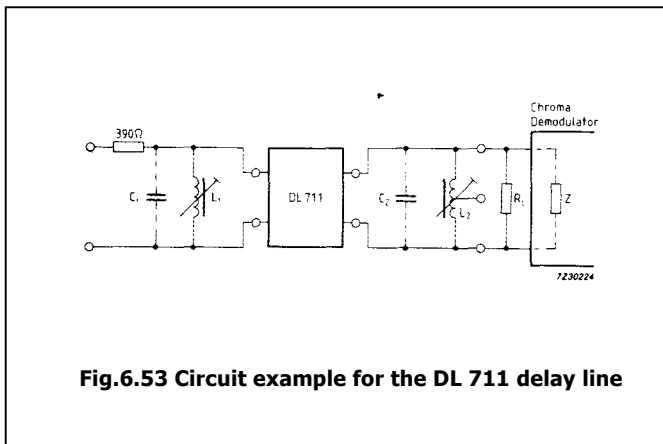 Chroma
Demodulator
390Ω
C₁
L₁
DL 711
C₂
L₂
Z
7Z30224
Fig.6.53 Circuit example for the DL 711 delay line